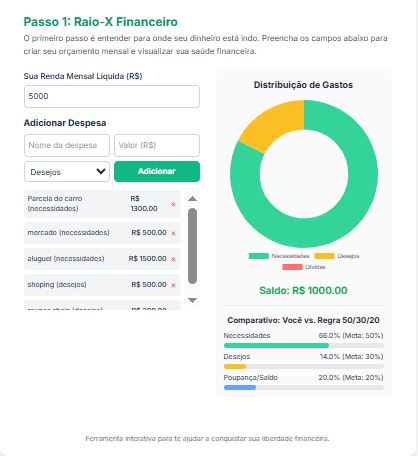 Passo 1: Raio-X Financeiro
O primeiro passo é entender para onde seu dinheiro está indo. Preencha os campos abaixo para
criar seu orçamento mensal e visualizar sua saúde financeira.
Sua Renda Mensal Líquida (R$)
5000
Adicionar Despesa
Nome da despesa
Valor (R$)
Desejos
Adicionar
Parcela do carro
(necessidades)
R$
1300.00
×
mercado (necessidades)
R$ 500.00 ×
aluguel (necessidades)
R$ 1500.00 ×
shoping (desejos)
R$ 500.00 ×
Distribuição de Gastos
Necessidades
Desejos
Dívidas
Saldo: R$ 1000.00
Comparativo: Você vs. Regra 50/30/20
Necessidades
66.0% (Meta: 50%)
Desejos
14.0% (Meta: 30%)
Poupança/Saldo
20.0% (Meta: 20%)
Ferramenta interativa para te ajudar a conquistar sua liberdade financeira.